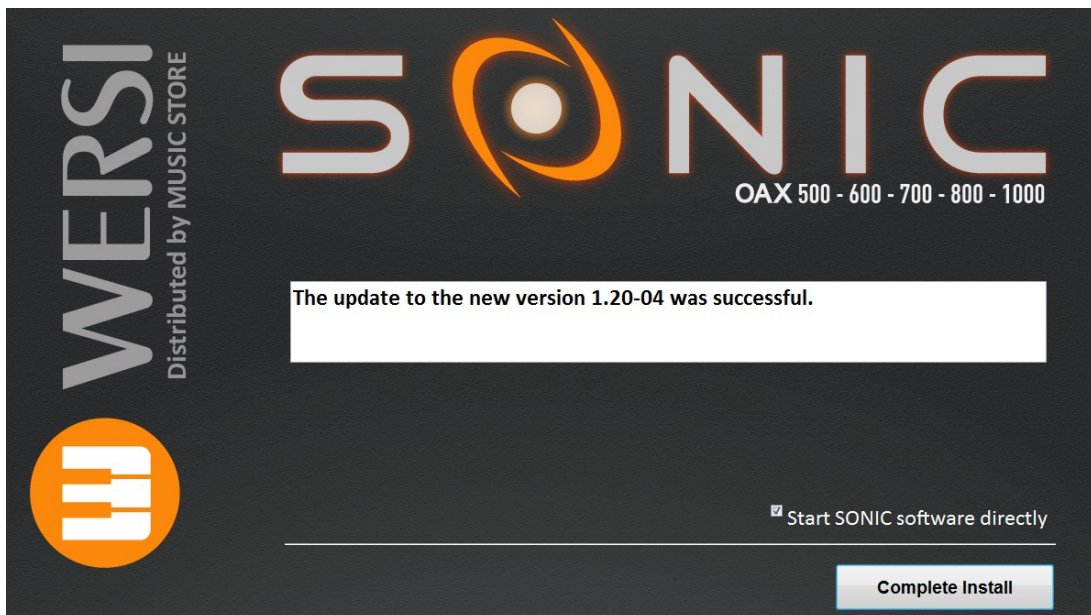 WERSI
Distributed by MUSIC STORE
SONIC
OAX 500 - 600 - 700 - 800 - 1000
The update to the new version 1.20-04 was successful.
Start SONIC software directly
Complete Install